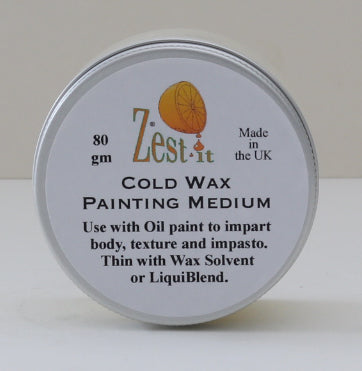 80
gm
Zest-it
Made
in the UK
COLD WAX
PAINTING MEDIUM
Use with Oil paint to impart
body, texture and impasto.
Thin with Wax Solvent
or LiquiBlend.